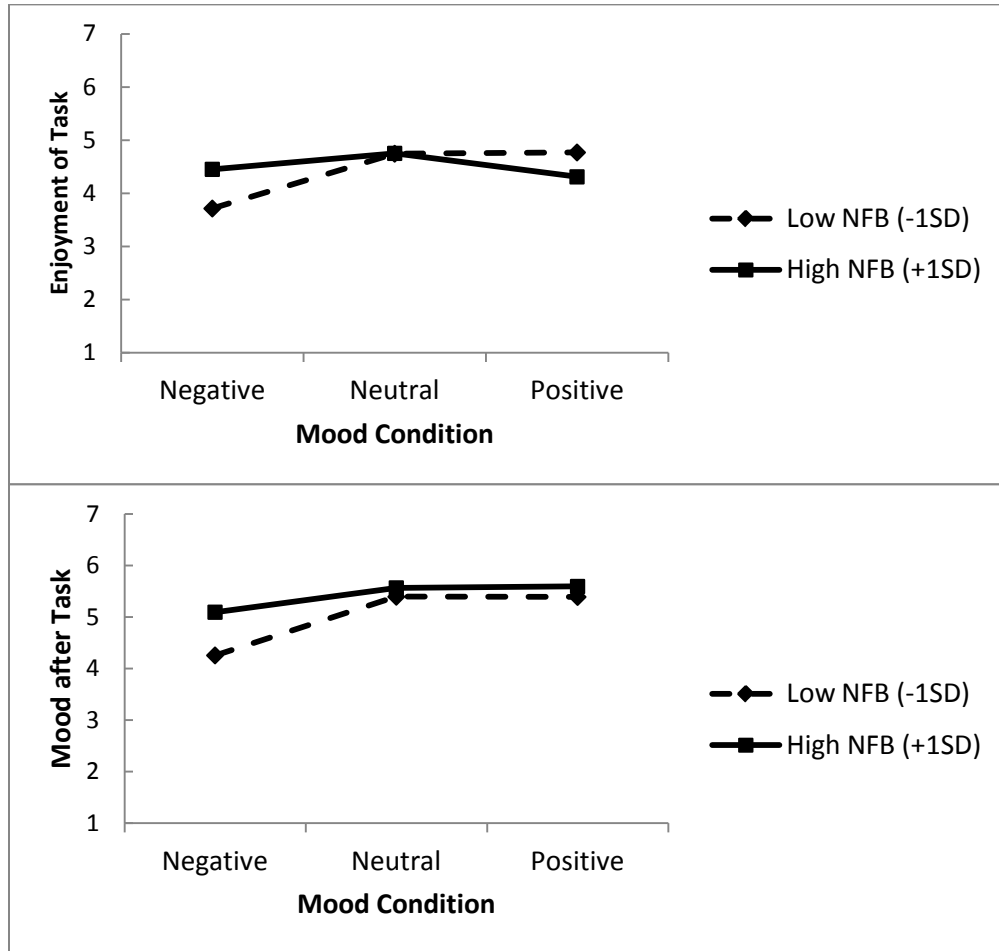 7
6
5
4
3
2
1
Enjoyment of Task
Negative Neutral Positive
Mood Condition
Low NFB (-1SD)
High NFB (+1SD)
7
6
5
4
3
2
1
Mood after Task
Negative Neutral Positive
Mood Condition
Low NFB (-1SD)
High NFB (+1SD)